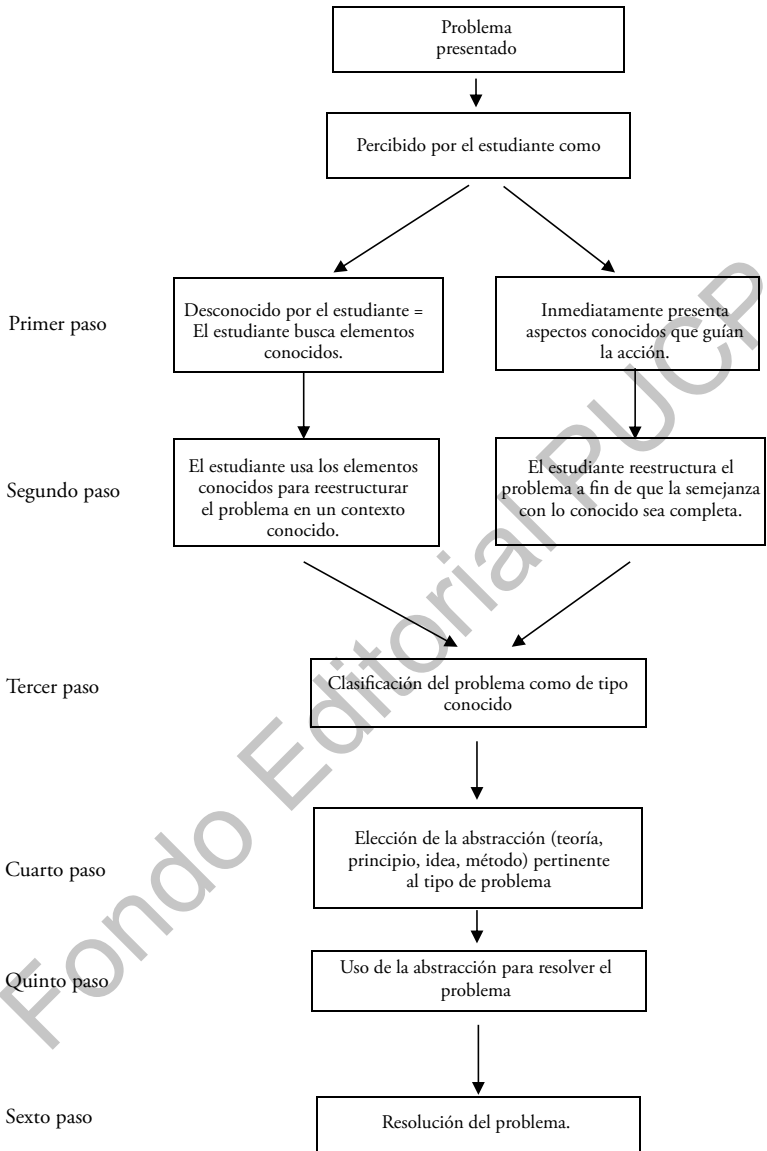 Problema
presentado
Percibido por el estudiante como
Primer paso
Desconocido por el estudiante =
El estudiante busca elementos
conocidos.
Inmediatamente presenta
aspectos conocidos que guían
la acción.
Segundo paso
El estudiante usa los elementos
conocidos para reestructurar
el problema en un contexto
conocido.
El estudiante reestructura el
problema a fin de que la semejanza
con lo conocido sea completa.
Tercer paso
Clasificación del problema como de tipo
conocido
Cuarto paso
Elección de la abstracción (teoría,
principio, idea, método) pertinente
al tipo de problema
Quinto paso
Uso de la abstracción para resolver el
problema
Sexto paso
Resolución del problema.
Fondo Editorial PUCP